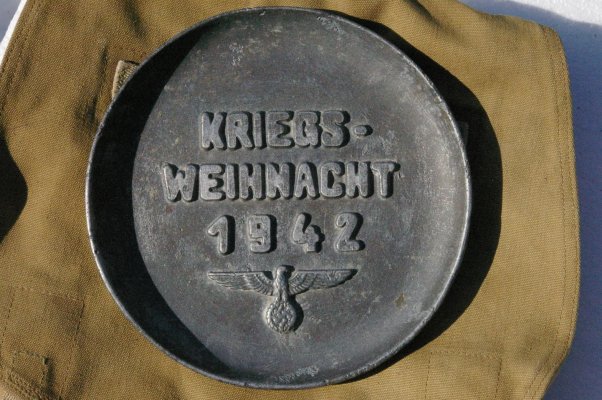 KRIEGS-
WEIHNACHT
1942